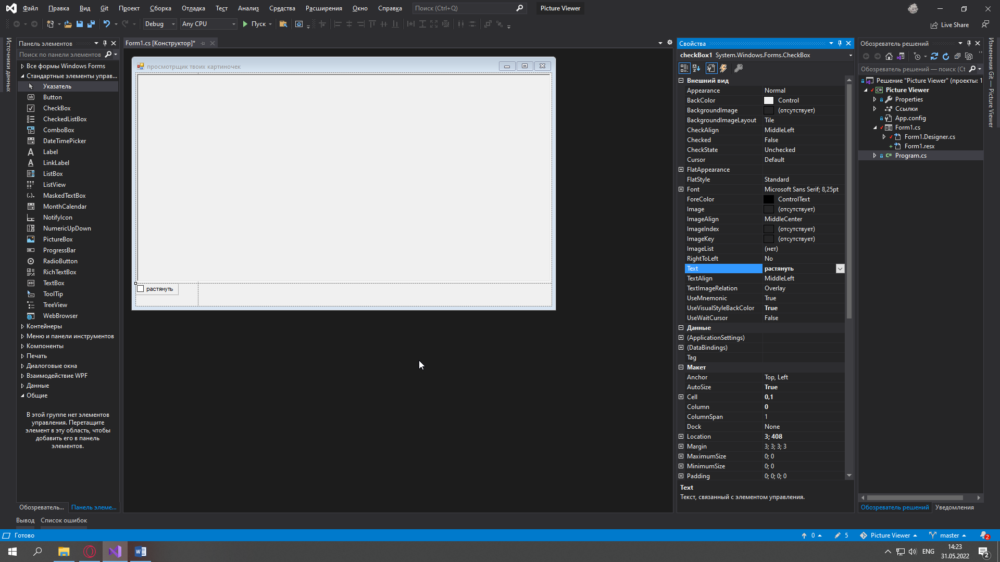 Файл Правка Вид Git Проект Сборка Отладка Тест Анализ Средства Расширения Окно Справка Поиск (Ctrl+Q) Picture Viewer
Debug Any CPU Пуск Live Share
Источники данных
Панель элементов
Поиск по панели элементов
Все формы Windows Forms
Стандартные элементы управ...
Указатель
Button
CheckBox
CheckedListBox
ComboBox
DateTimePicker
Label
LinkLabel
ListBox
ListView
MaskedTextBox
MonthCalendar
NotifyIcon
NumericUpDown
PictureBox
ProgressBar
RadioButton
RichTextBox
TextBox
ToolTip
TreeView
WebBrowser
Контейнеры
Меню и панели инструментов
Компоненты
Печать
Диалоговые окна
Взаимодействие WPF
Данные
Общие
В этой группе нет элементов
управления. Перетащите
элемент в эту область, чтобы
добавить его в панель
элементов.
Обозреватель... Панель элеме...
Form1.cs [Конструктор]*
просмотрщик твоих картиночек
растянуть
Свойства
checkBox1 System.Windows.Forms.CheckBox
Внешний вид
Appearance Normal
BackColor Control
BackgroundImage (отсутствует)
BackgroundImageLayout Tile
CheckAlign MiddleLeft
Checked False
CheckState Unchecked
Cursor Default
FlatAppearance
FlatStyle Standard
Font Microsoft Sans Serif; 8,25pt
ForeColor ControlText
Image (отсутствует)
ImageAlign MiddleCenter
ImageIndex (отсутствует)
ImageKey (отсутствует)
ImageList (нет)
RightToLeft No
Text растянуть
TextAlign MiddleLeft
TextImageRelation Overlay
UseMnemonic True
UseVisualStyleBackColor True
UseWaitCursor False
Данные
(ApplicationSettings)
(DataBindings)
Tag
Макет
Anchor Top, Left
AutoSize True
Cell 0,1
Column 0
ColumnSpan 1
Dock None
Location 3; 408
Margin 3; 3; 3; 3
MaximumSize 0; 0
MinimumSize 0; 0
Padding 0; 0; 0; 0
Text
Текст, связанный с элементом управления.
Обозреватель решений
Обозреватель решений — поиск (Ct
Решение "Picture Viewer" (проекты: 1
Picture Viewer
Properties
Ссылки
App.config
Form1.cs
Form1.Designer.cs
Form1.resx
Program.cs
Обозреватель решений Уведомления
Изменения Git — Picture Viewer
Вывод Список ошибок
Готово 0 5 Picture Viewer master 2
ENG 14:23
31.05.2022 2